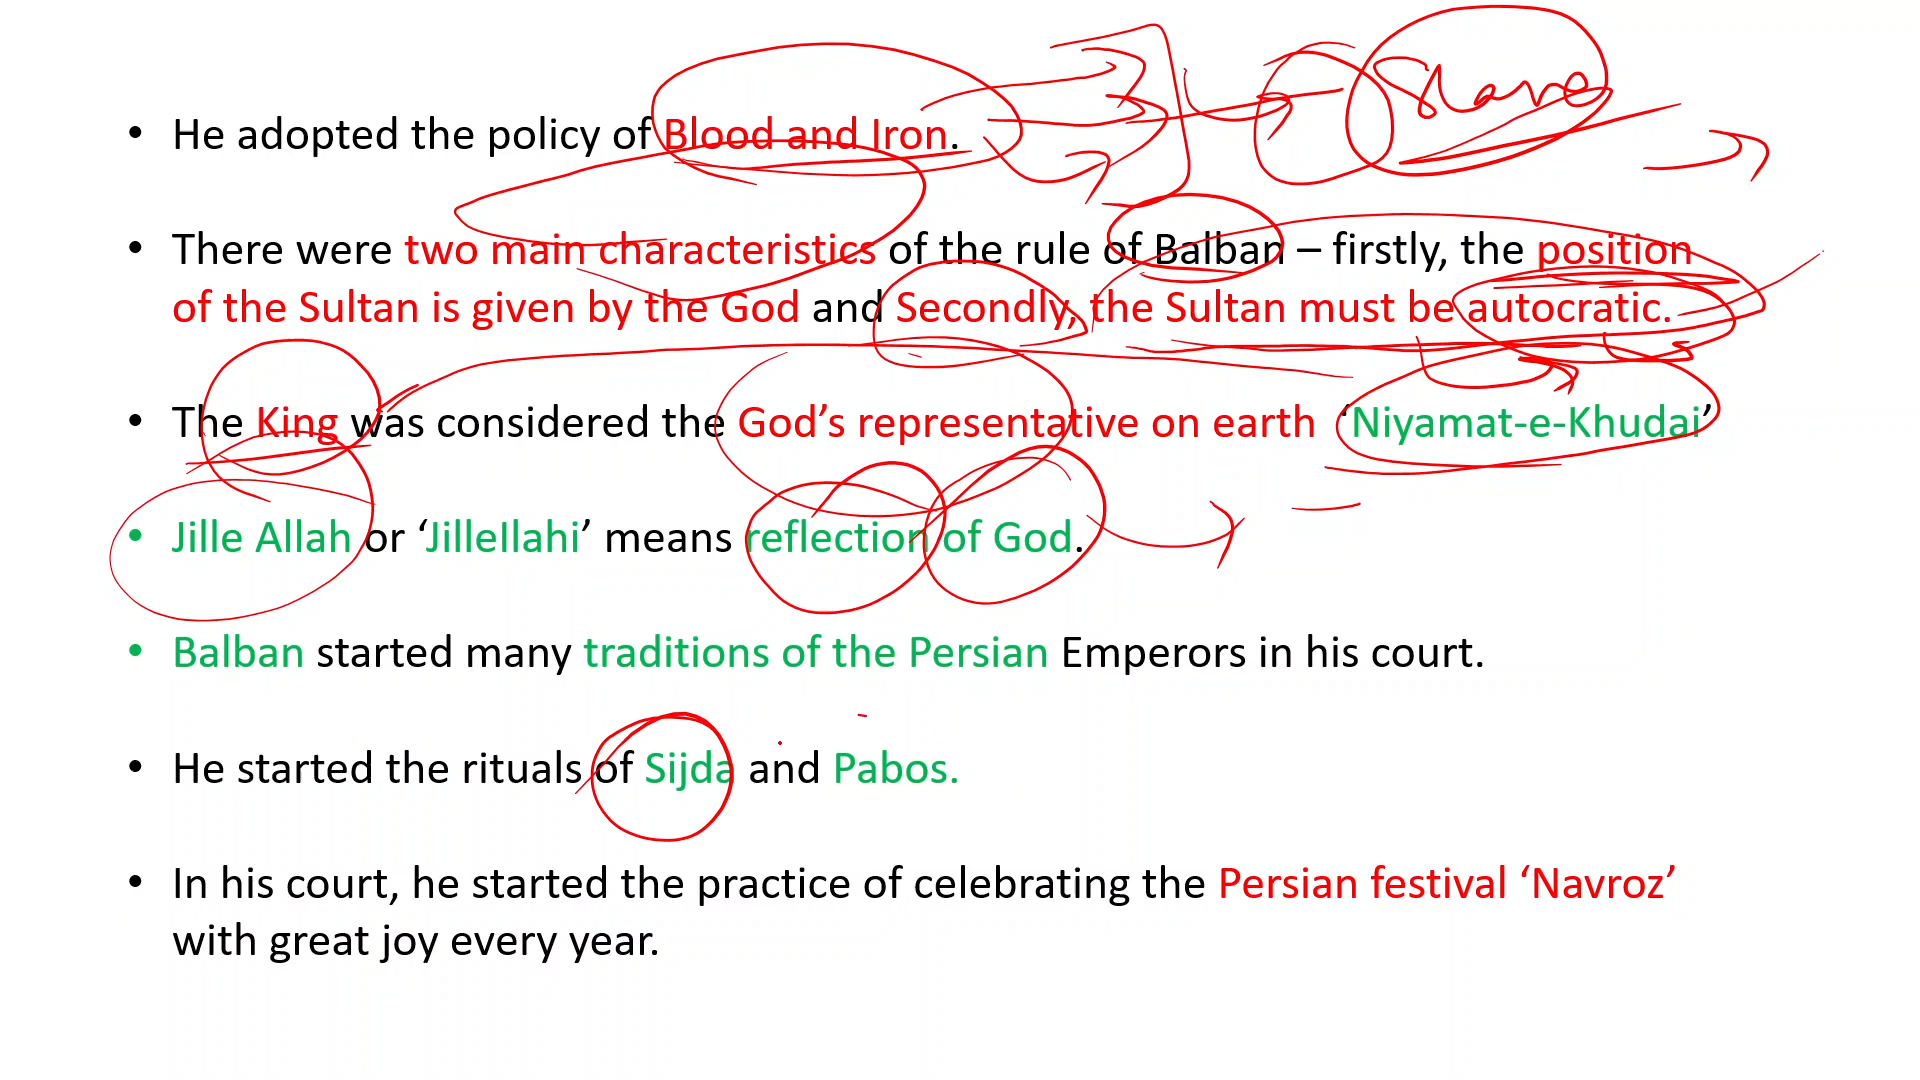 Slave
• He adopted the policy of Blood and Iron.
• There were two main characteristics of the rule of Balban – firstly, the position
of the Sultan is given by the God and Secondly, the Sultan must be autocratic.
• The King was considered the God’s representative on earth ‘Niyamat-e-Khudai’
• Jille Allah or ‘JilleIlahi’ means reflection of God.
• Balban started many traditions of the Persian Emperors in his court.
• He started the rituals of Sijda and Pabos.
• In his court, he started the practice of celebrating the Persian festival ‘Navroz’
with great joy every year.